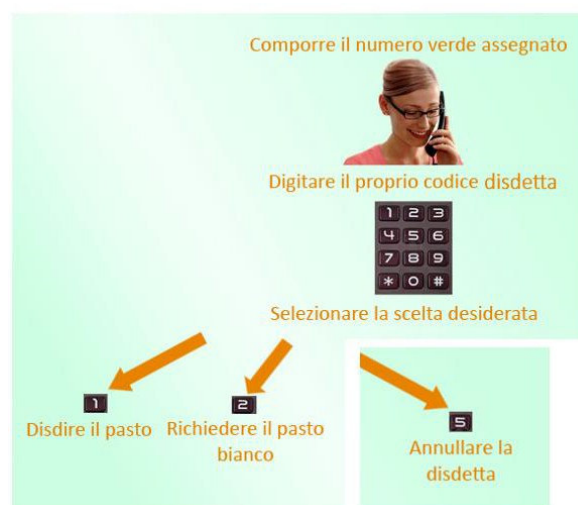 Comporre il numero verde assegnato
Digitare il proprio codice disdetta
1 2 3
4 5 6
7 8 9
* 0 #
Selezionare la scelta desiderata
1
Disdire il pasto
2
Richiedere il pasto
bianco
5
Annullare la
disdetta